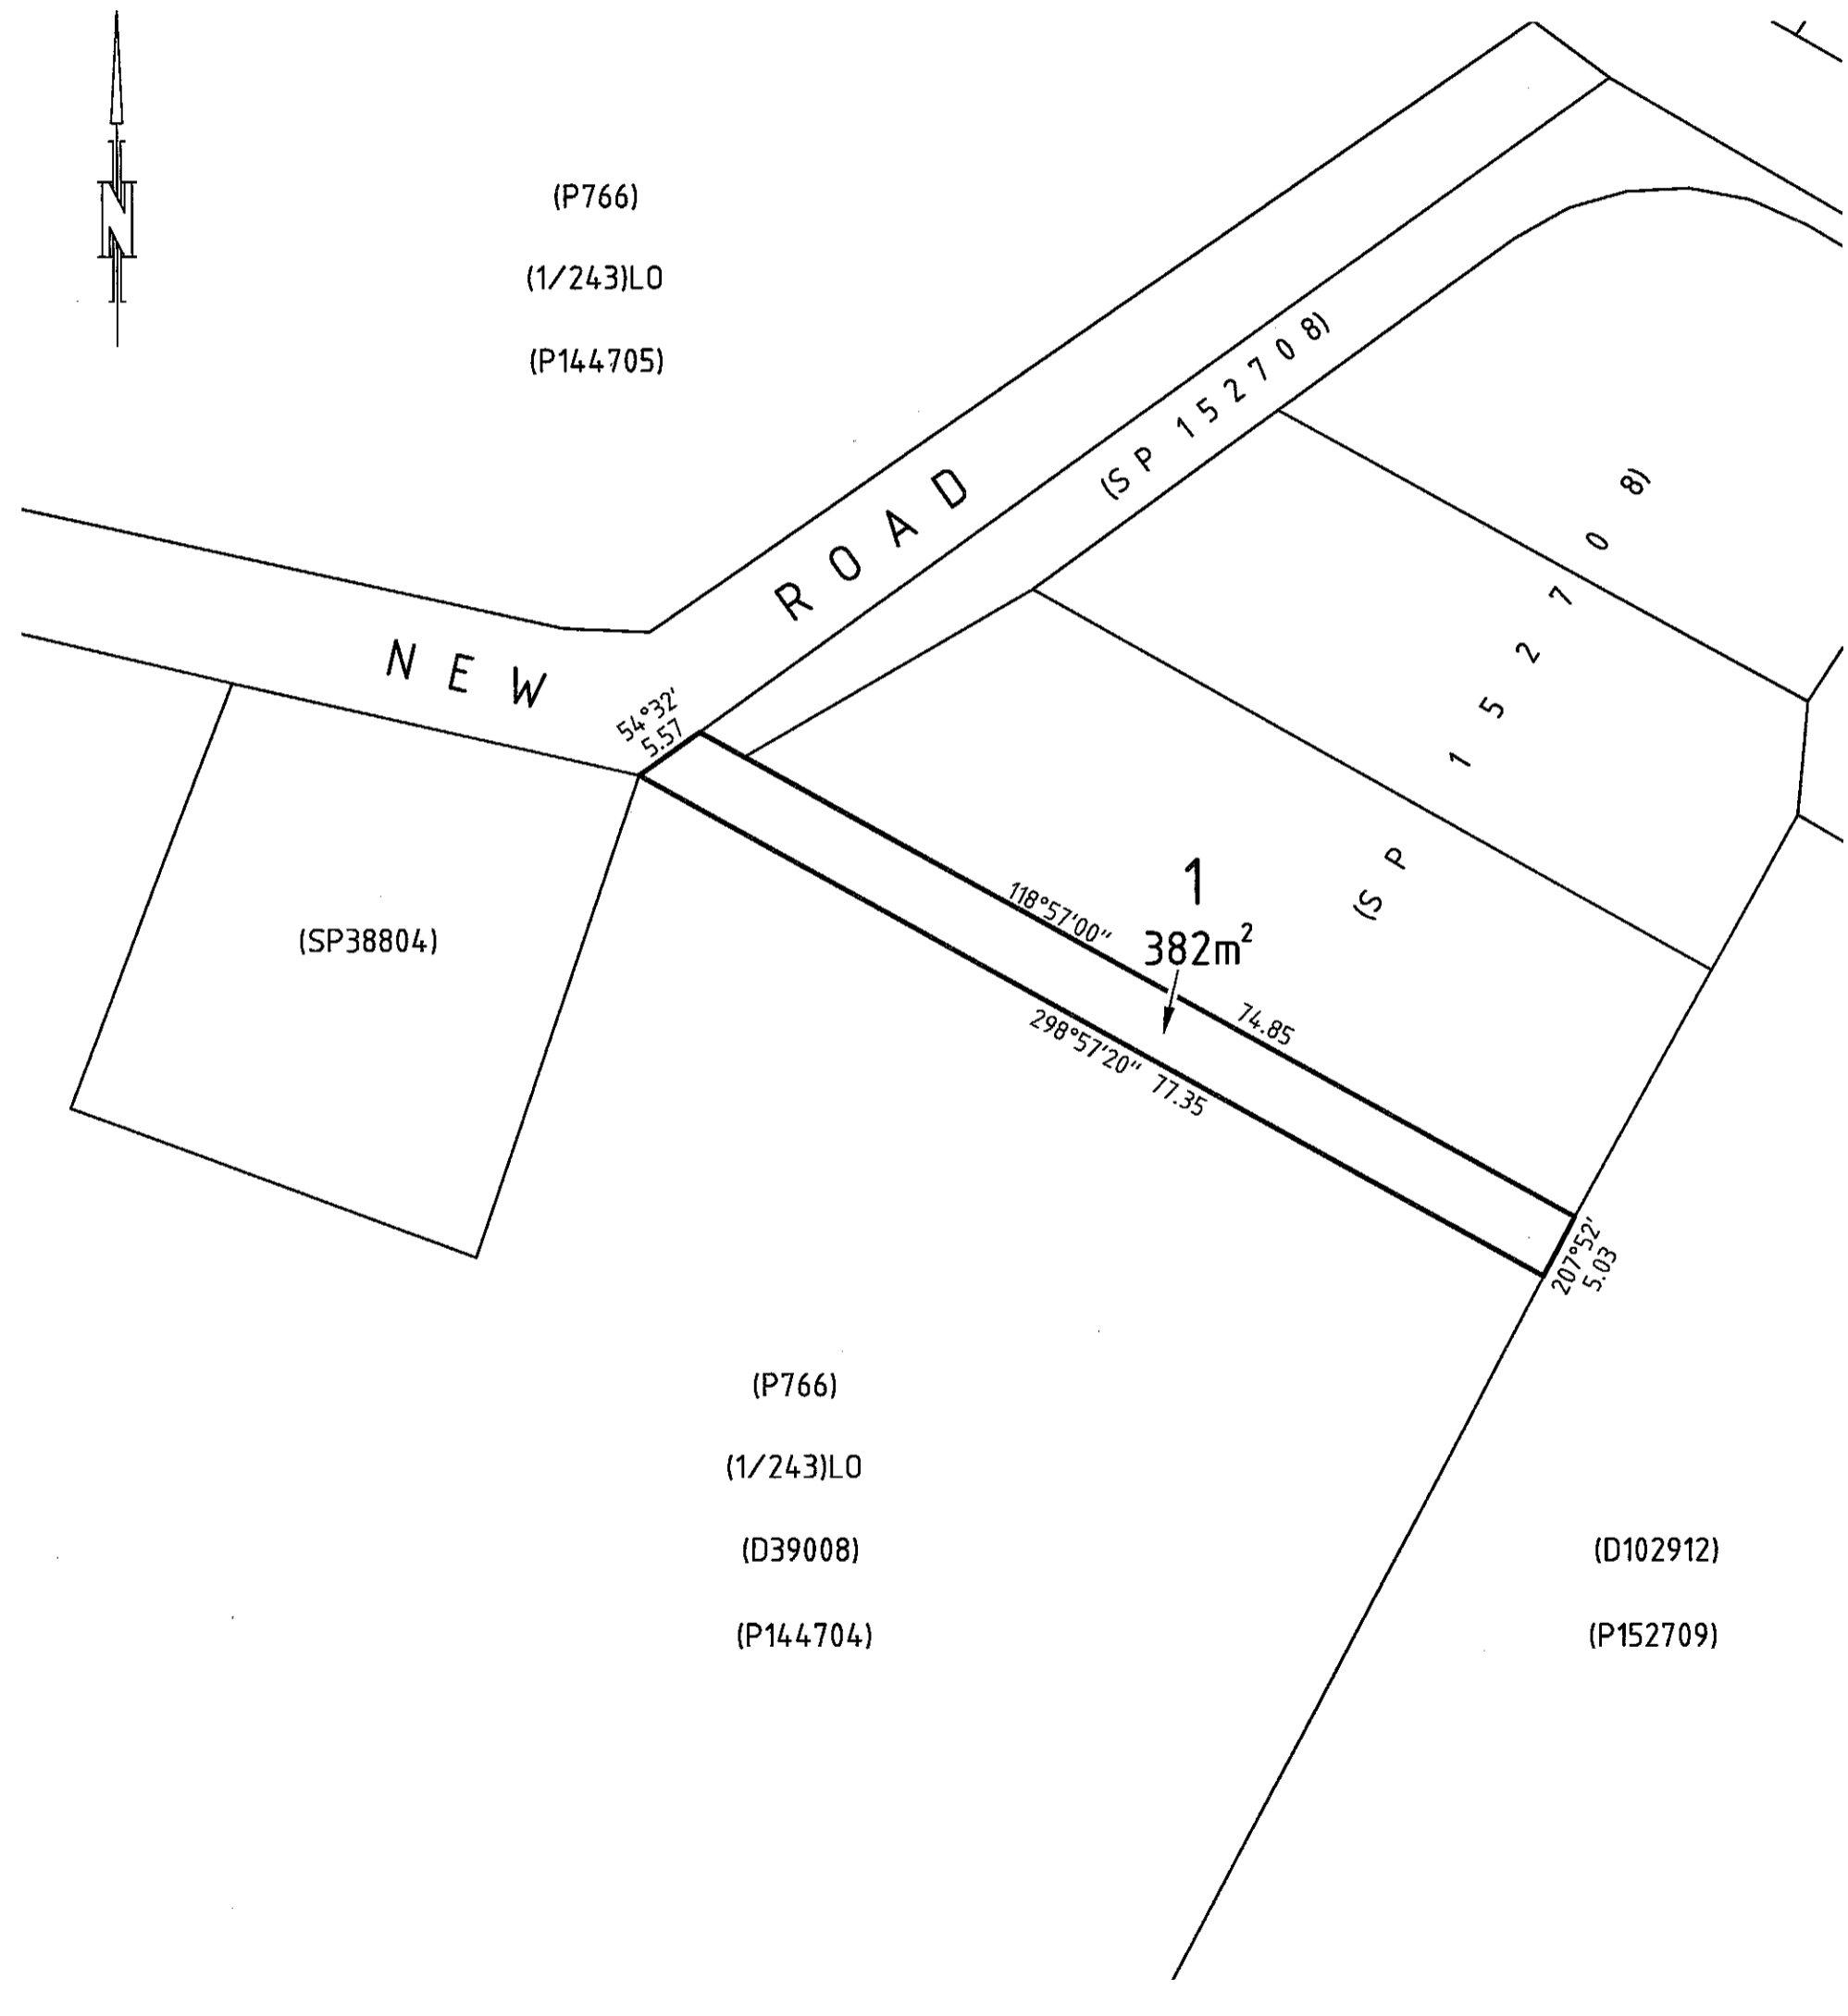 N
(P766)
(1/243)LO
(P144705)
(SP 152708)
NEW ROAD
(SP 152708)
54°32'
5.57
1
382m²
118°57'00"
74.85
298°57'20" 77.35
207°52'
5.03
(SP38804)
(P766)
(1/243)LO
(D39008)
(P144704)
(D102912)
(P152709)